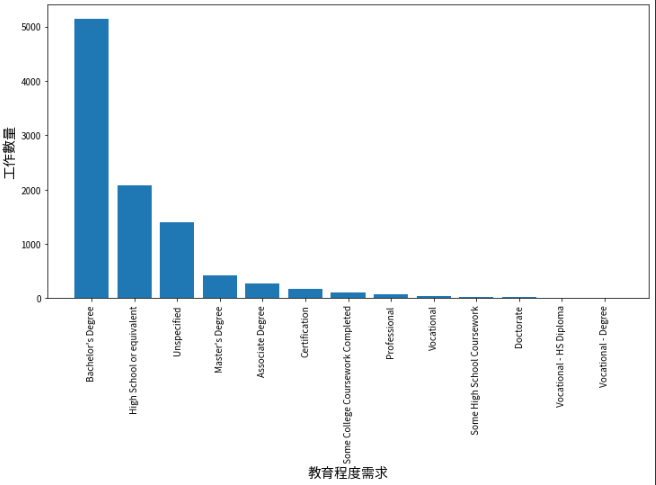 5000
4000
3000
2000
1000
0
工作數量
Bachelor's Degree
High School or equivalent
Unspecified
Master's Degree
Associate Degree
Certification
Some College Coursework Completed
Professional
Vocational
Some High School Coursework
Doctorate
Vocational - HS Diploma
Vocational - Degree
教育程度需求